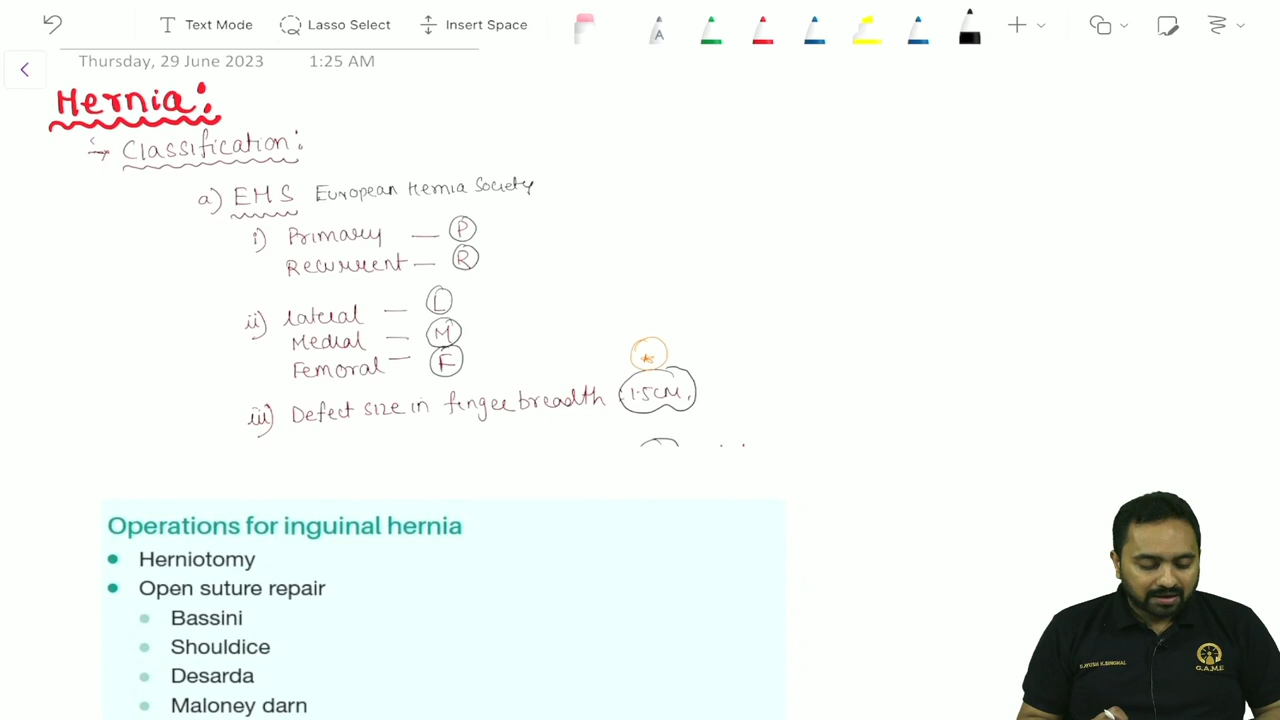 Text Mode
Lasso Select
Insert Space
Thursday, 29 June 2023 1:25 AM
Hernia:
→ Classification:
a) EHS European Hernia Society
i) Primary — P
Recurrent — R
ii) lateral — L
Medial — M
Femoral — F
iii) Defect size in finger breadth 1.5cm.
Operations for inguinal hernia
• Herniotomy
• Open suture repair
• Bassini
• Shouldice
• Desarda
• Maloney darn
G.A.M.E